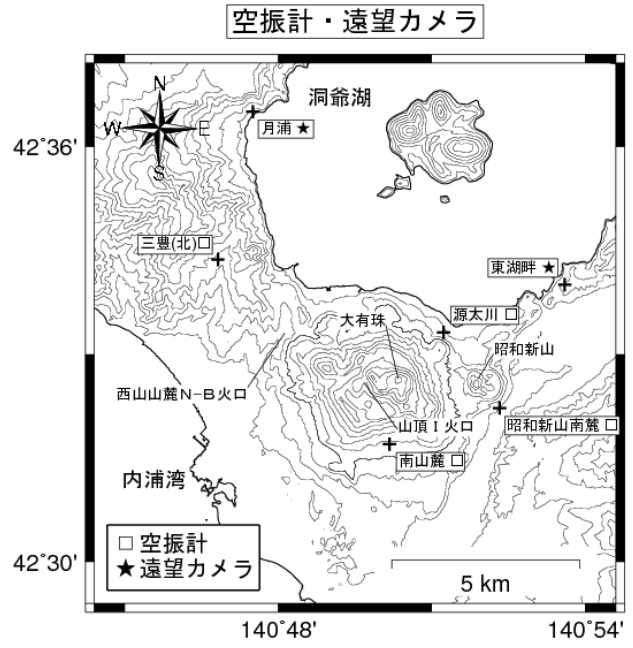 空振計・遠望カメラ
N
W
E
S
洞爺湖
月浦 ★
42°36'
三豊(北)□
東湖畔 ★
大有珠
源太川 □
昭和新山
西山山麓N-B火口
山頂I火口
昭和新山南麓 □
南山麓 □
内浦湾
□ 空振計
★ 遠望カメラ
42°30'
5 km
140°48'
140°54'